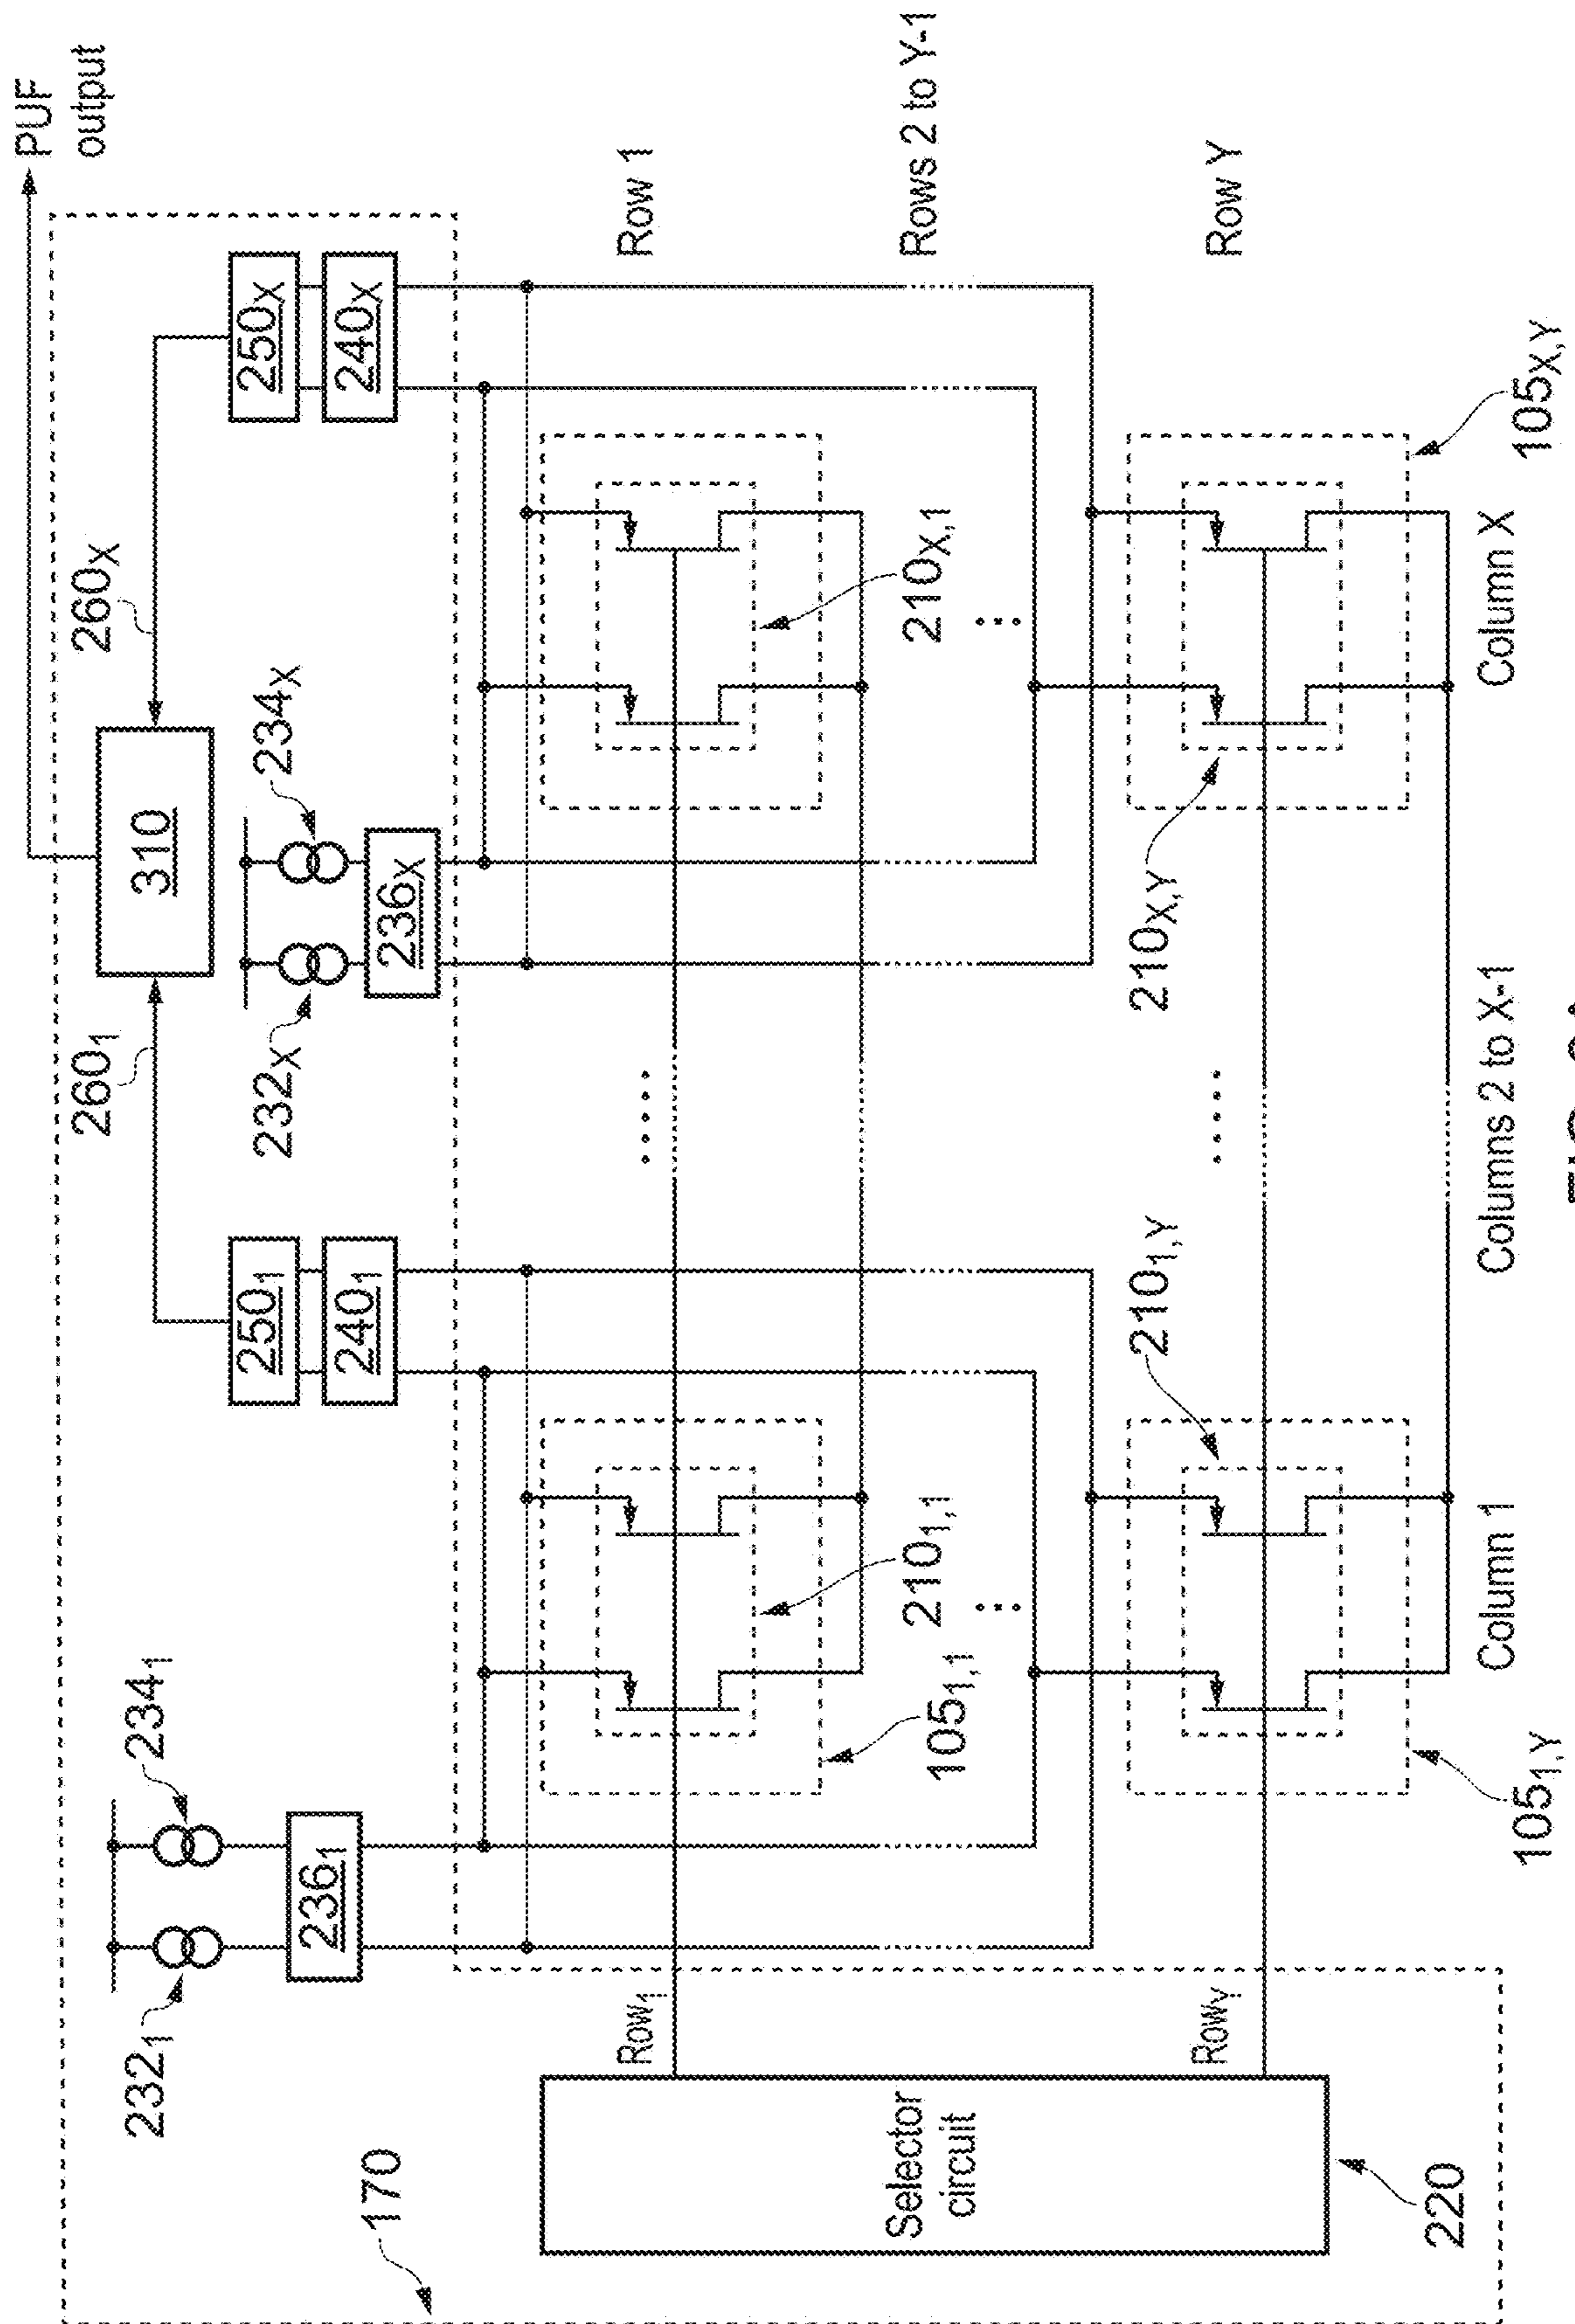 PUF
output
260₁
260ₓ
310
234₁
232₁
236₁
250₁
240₁
232ₓ
234ₓ
236ₓ
250ₓ
240ₓ
170
Row₁
Row 1
210₁,₁
105₁,₁
210ₓ,₁
Rows 2 to Y-1
Selector
circuit
220
Rowᵧ
Row Y
210₁,ᵧ
105₁,ᵧ
210ₓ,ᵧ
105ₓ,ᵧ
Column 1
Columns 2 to X-1
Column X